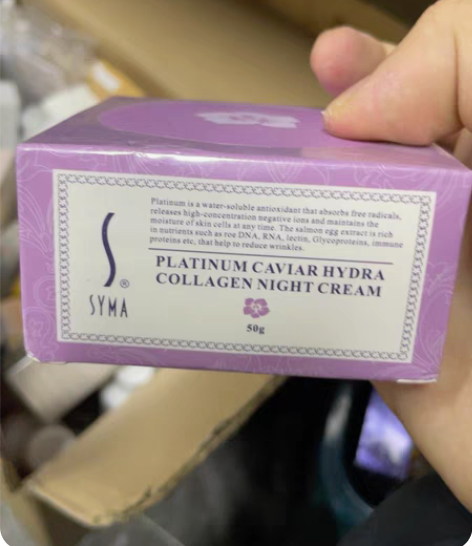 Platinum is a water-soluble antioxidant that absorbs free radicals,
releases high-concentration negative ions and maintains the
moisture of skin cells at any time. The salmon egg extract is rich
in nutrients such as roe DNA, RNA, lectin, Glycoproteins, immune
proteins etc, that help to reduce wrinkles.
PLATINUM CAVIAR HYDRA
COLLAGEN NIGHT CREAM
50g
S®
SYMA